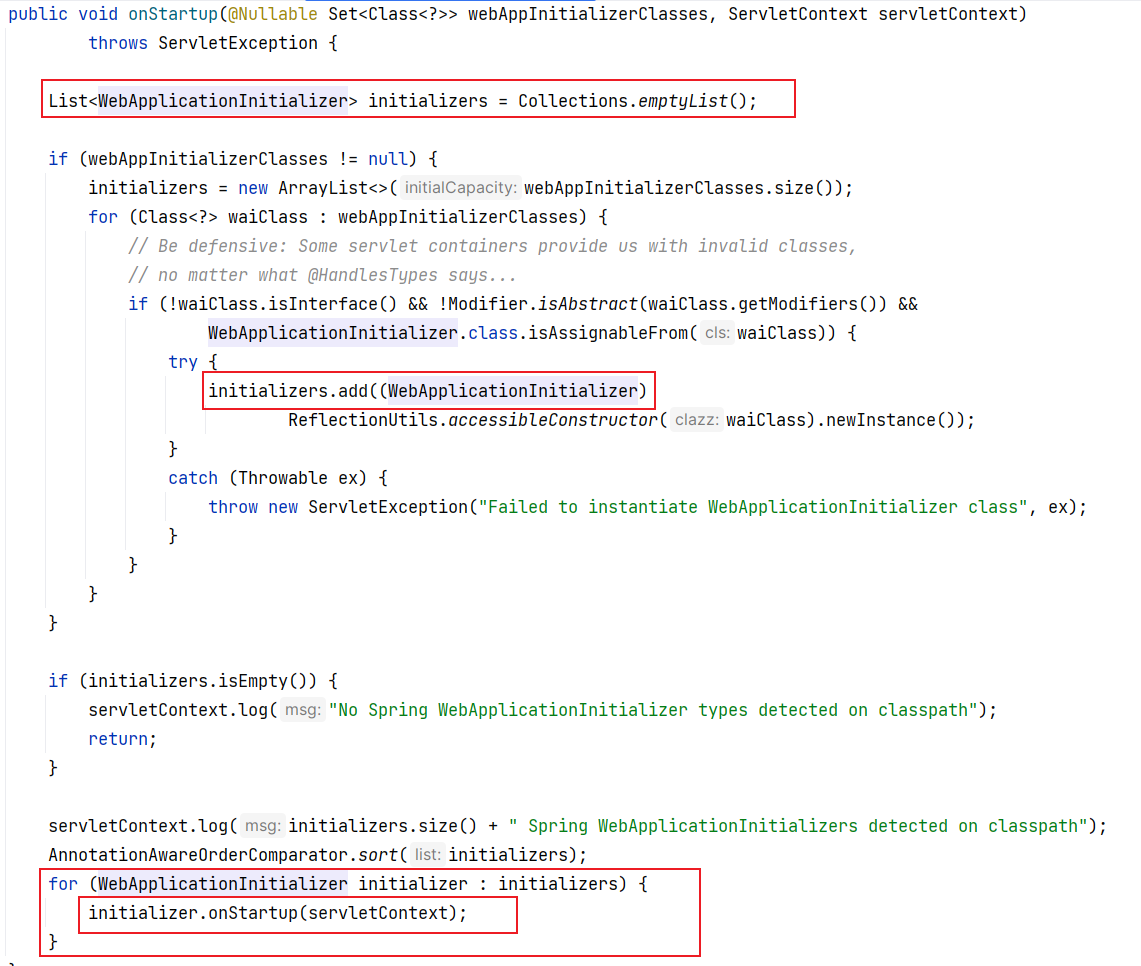 public void onStartup(@Nullable Set<Class<?>> webAppInitializerClasses, ServletContext servletContext)
throws ServletException {
List<WebApplicationInitializer> initializers = Collections.emptyList();
if (webAppInitializerClasses != null) {
initializers = new ArrayList<>( initialCapacity: webAppInitializerClasses.size());
for (Class<?> waiClass : webAppInitializerClasses) {
// Be defensive: Some servlet containers provide us with invalid classes,
// no matter what @HandlesTypes says...
if (!waiClass.isInterface() && !Modifier.isAbstract(waiClass.getModifiers()) &&
WebApplicationInitializer.class.isAssignableFrom( cls: waiClass)) {
try {
initializers.add((WebApplicationInitializer)
ReflectionUtils.accessibleConstructor( clazz: waiClass).newInstance());
}
catch (Throwable ex) {
throw new ServletException("Failed to instantiate WebApplicationInitializer class", ex);
}
}
}
}
if (initializers.isEmpty()) {
servletContext.log( msg: "No Spring WebApplicationInitializer types detected on classpath");
return;
}
servletContext.log( msg: initializers.size() + " Spring WebApplicationInitializers detected on classpath");
AnnotationAwareOrderComparator.sort( list: initializers);
for (WebApplicationInitializer initializer : initializers) {
initializer.onStartup(servletContext);
}